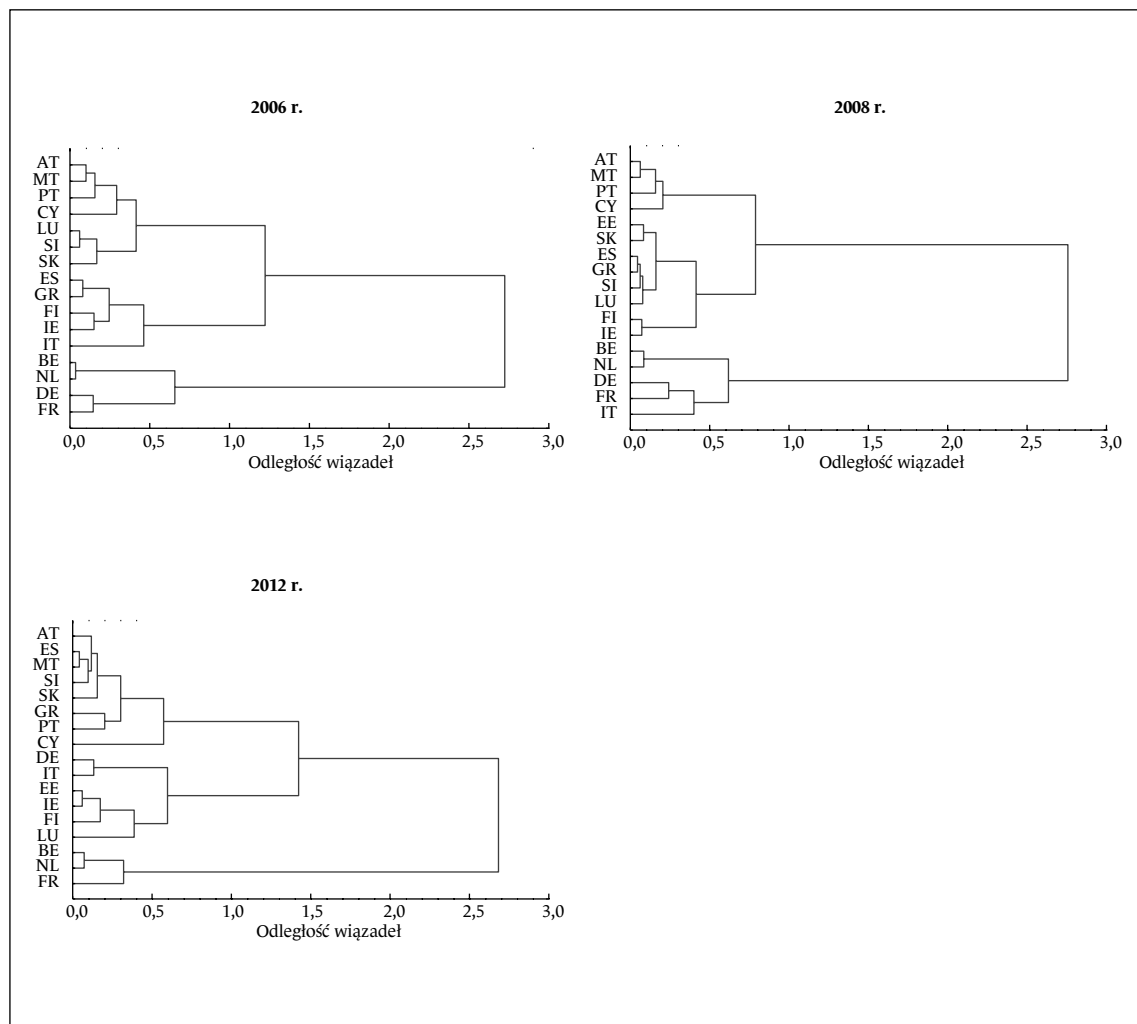 2006 r.
AT
MT
PT
CY
LU
SI
SK
ES
GR
FI
IE
IT
BE
NL
DE
FR
0,0 0,5 1,0 1,5 2,0 2,5 3,0
Odległość wiązadeł
2008 r.
AT
MT
PT
CY
EE
SK
ES
GR
SI
LU
FI
IE
BE
NL
DE
FR
IT
0,0 0,5 1,0 1,5 2,0 2,5 3,0
Odległość wiązadeł
2012 r.
AT
ES
MT
SI
SK
GR
PT
CY
DE
IT
EE
IE
FI
LU
BE
NL
FR
0,0 0,5 1,0 1,5 2,0 2,5 3,0
Odległość wiązadeł